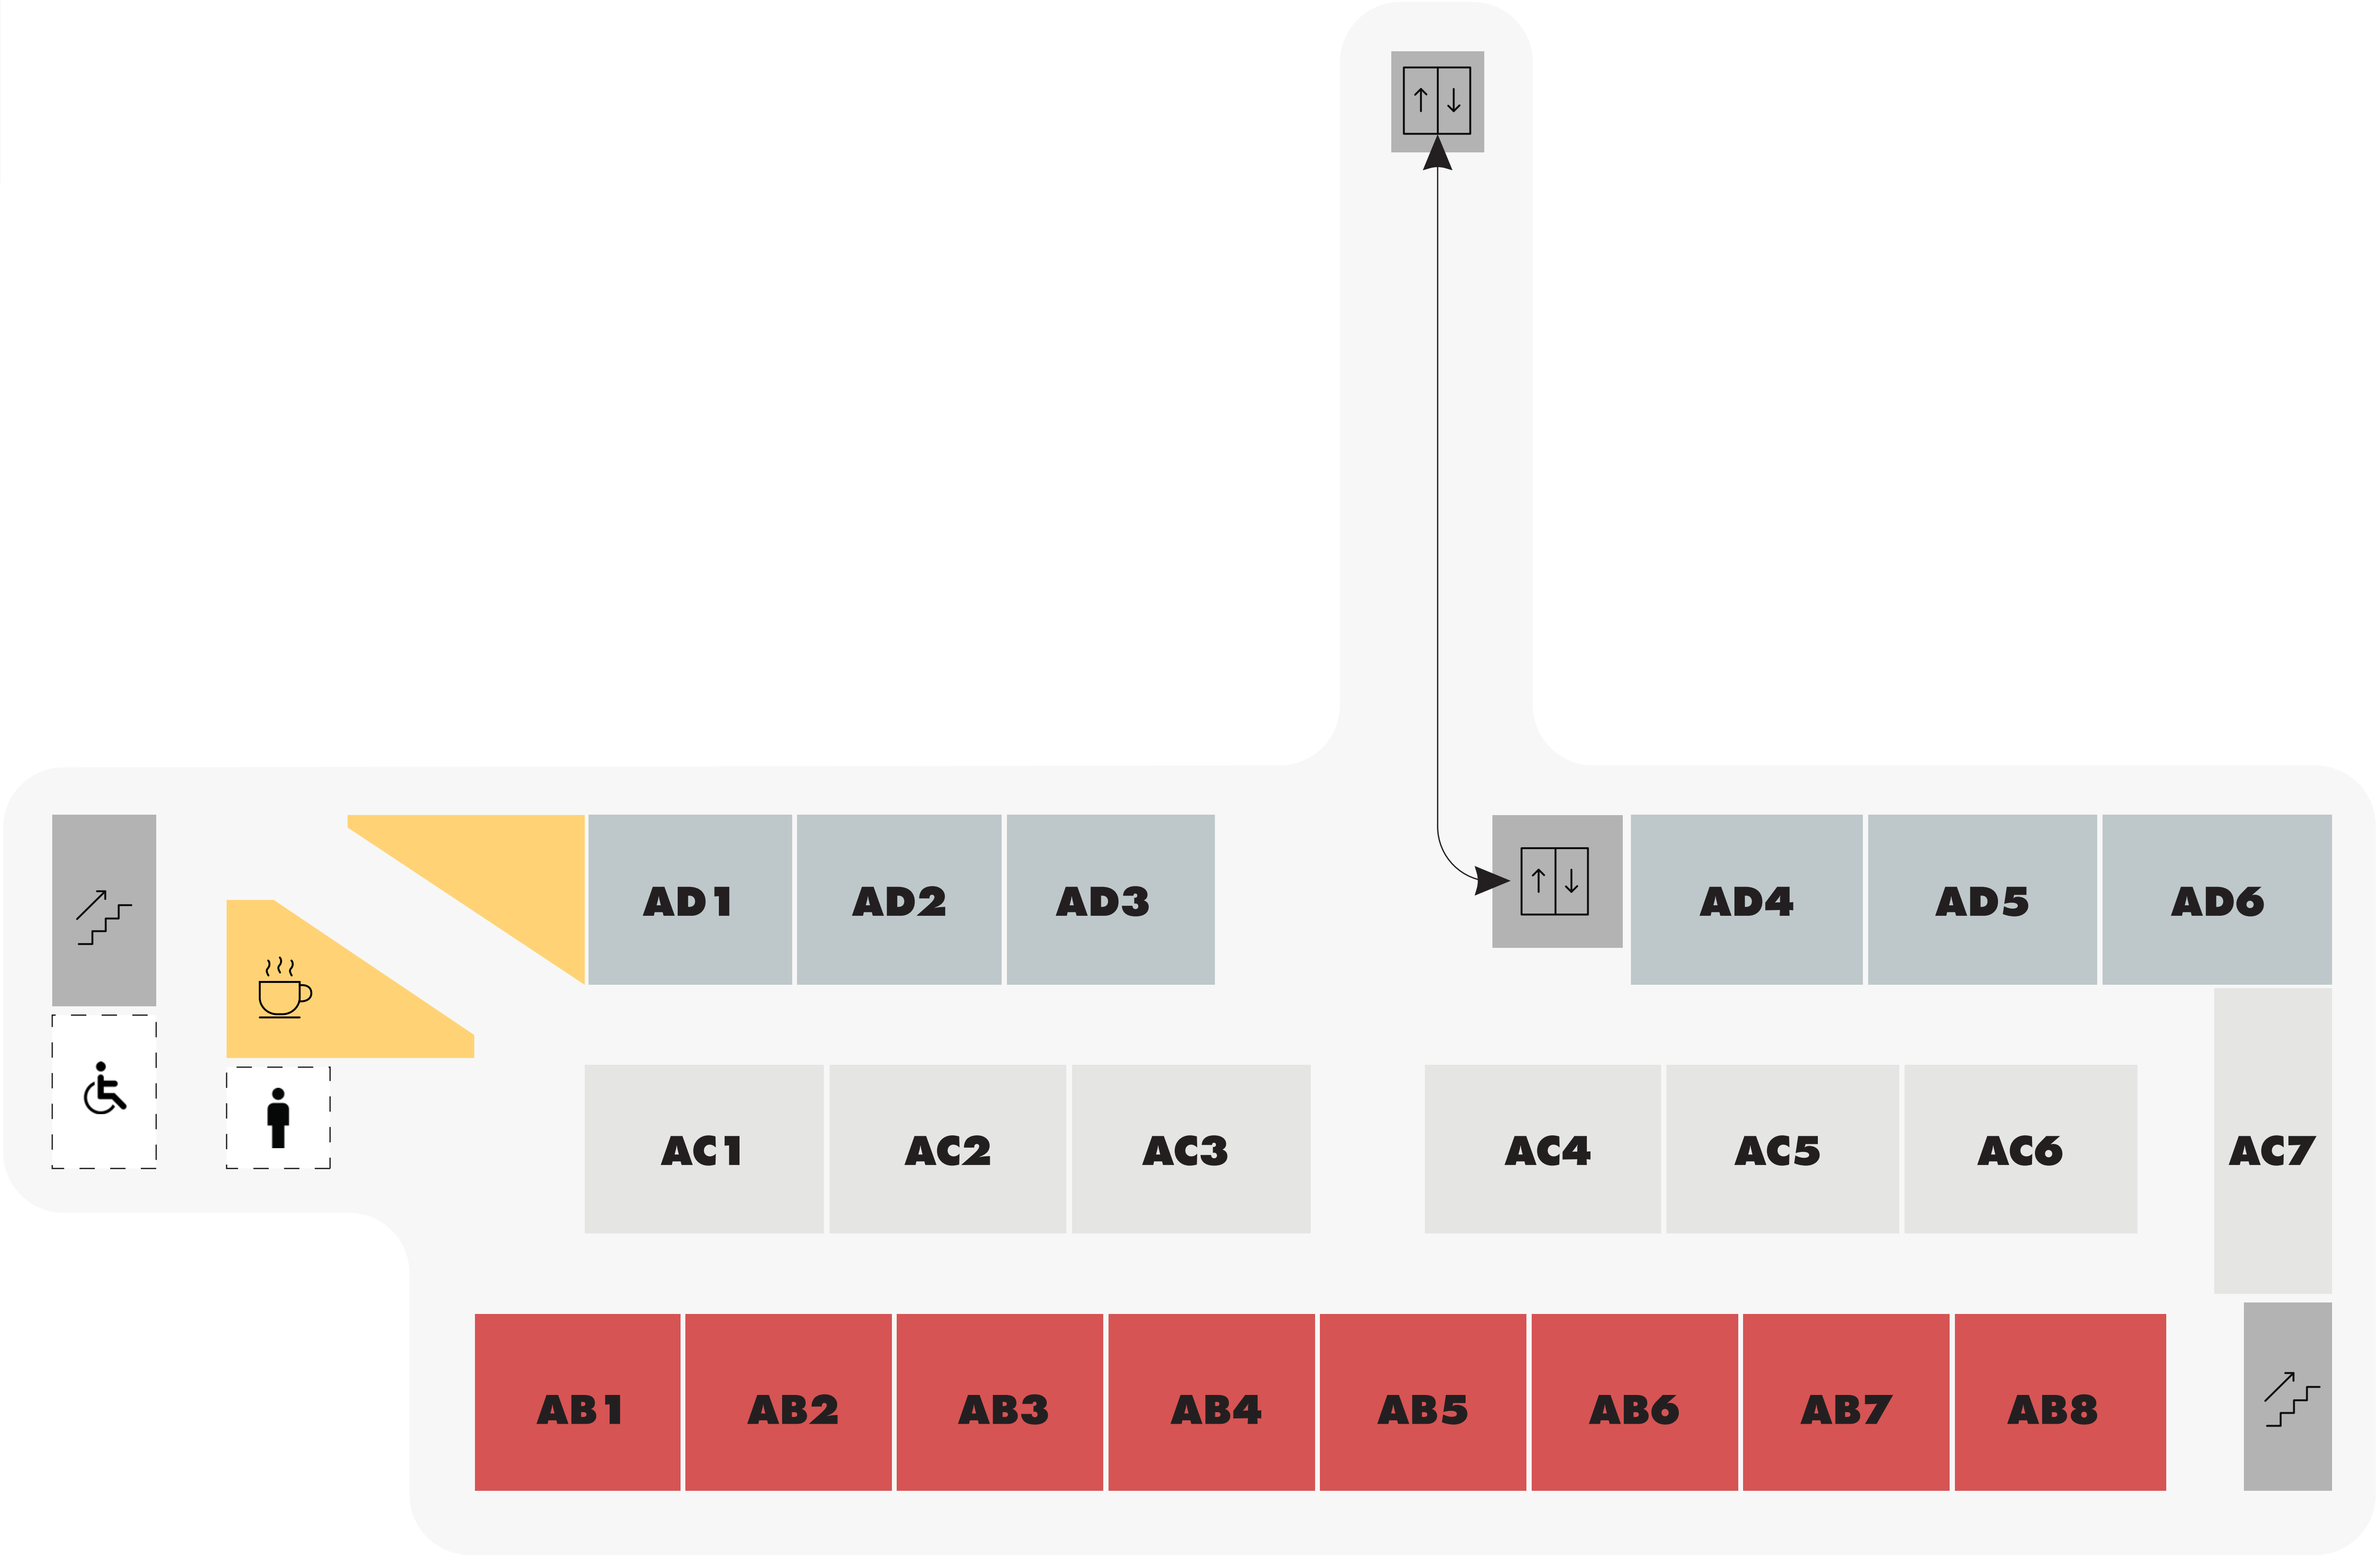 AD1 AD2 AD3 AD4 AD5 AD6
AC1 AC2 AC3 AC4 AC5 AC6 AC7
AB1 AB2 AB3 AB4 AB5 AB6 AB7 AB8